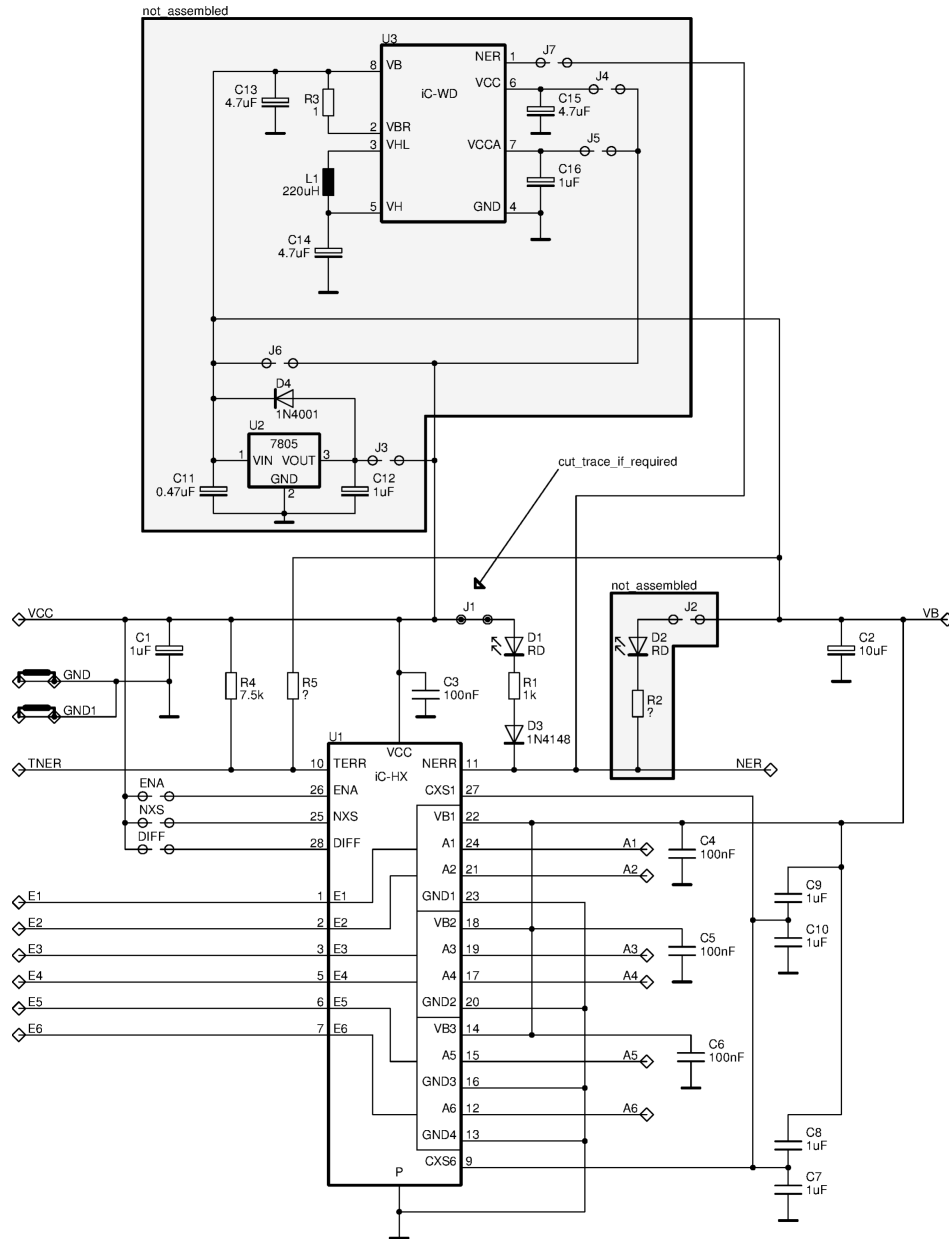 not_assembled
U3
iC-WD
8 VB
2 VBR
3 VHL
5 VH
NER 1
VCC 6
VCCA 7
GND 4
J7
J4
J5
C13
4.7uF
R3
1
L1
220uH
C14
4.7uF
C15
4.7uF
C16
1uF
J6
D4
1N4001
U2
7805
1 VIN VOUT 3
GND
2
J3
C11
0.47uF
C12
1uF
cut_trace_if_required
not_assembled
VCC
J1
J2
VB
C1
1uF
D1
RD
D2
RD
C2
10uF
GND
GND1
R4
7.5k
R5
?
C3
100nF
R1
1k
R2
?
D3
1N4148
U1
VCC
iC-HX
TNER
10 TERR
NERR 11
NER
ENA
26 ENA
CXS1 27
NXS
25 NXS
VB1 22
DIFF
28 DIFF
A1 24
A1
C4
100nF
A2 21
A2
E1
1 E1
GND1 23
C9
1uF
E2
2 E2
VB2 18
C10
1uF
E3
3 E3
A3 19
A3
C5
100nF
E4
5 E4
A4 17
A4
E5
6 E5
GND2 20
E6
7 E6
VB3 14
C6
100nF
A5 15
A5
GND3 16
A6 12
A6
GND4 13
C8
1uF
CXS6 9
C7
1uF
P